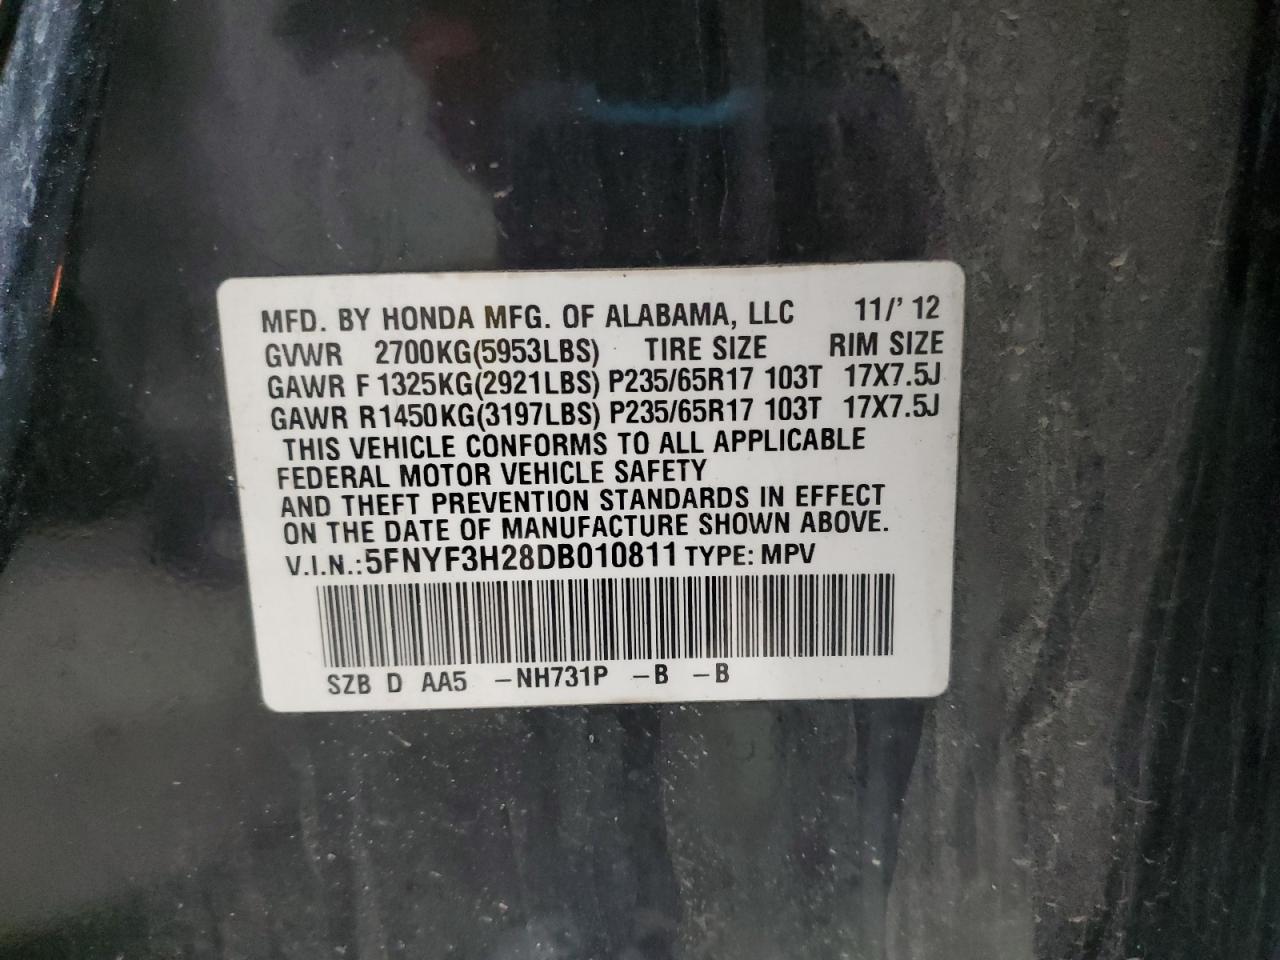 MFD. BY HONDA MFG. OF ALABAMA, LLC 11/' 12
GVWR 2700KG(5953LBS) TIRE SIZE RIM SIZE
GAWR F 1325KG(2921LBS) P235/65R17 103T 17X7.5J
GAWR R1450KG(3197LBS) P235/65R17 103T 17X7.5J
THIS VEHICLE CONFORMS TO ALL APPLICABLE
FEDERAL MOTOR VEHICLE SAFETY
AND THEFT PREVENTION STANDARDS IN EFFECT
ON THE DATE OF MANUFACTURE SHOWN ABOVE.
V.I.N.:5FNYF3H28DB010811 TYPE: MPV
SZB D AA5 -NH731P -B -B